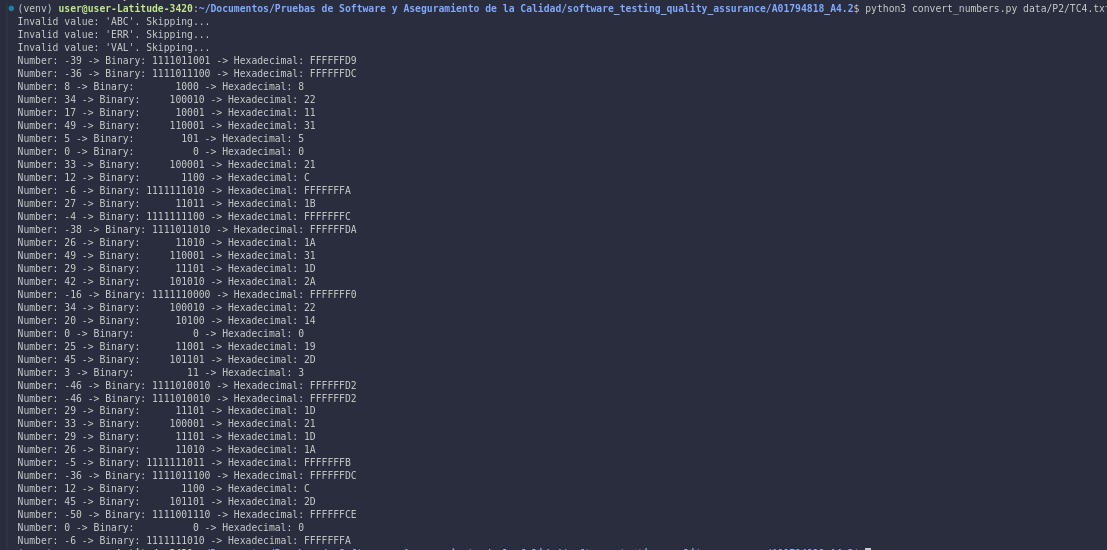 (venv) user@user-Latitude-3420:~/Documentos/Pruebas de Software y Aseguramiento de la Calidad/software_testing_quality_assurance/A01794818_A4.2$ python3 convert_numbers.py data/P2/TC4.txt
Invalid value: 'ABC'. Skipping...
Invalid value: 'ERR'. Skipping...
Invalid value: 'VAL'. Skipping...
Number: -39 -> Binary: 1111011001 -> Hexadecimal: FFFFFFD9
Number: -36 -> Binary: 1111011100 -> Hexadecimal: FFFFFFDC
Number: 8 -> Binary:       1000 -> Hexadecimal: 8
Number: 34 -> Binary:     100010 -> Hexadecimal: 22
Number: 17 -> Binary:      10001 -> Hexadecimal: 11
Number: 49 -> Binary:     110001 -> Hexadecimal: 31
Number: 5 -> Binary:        101 -> Hexadecimal: 5
Number: 0 -> Binary:          0 -> Hexadecimal: 0
Number: 33 -> Binary:     100001 -> Hexadecimal: 21
Number: 12 -> Binary:       1100 -> Hexadecimal: C
Number: -6 -> Binary: 1111111010 -> Hexadecimal: FFFFFFFA
Number: 27 -> Binary:      11011 -> Hexadecimal: 1B
Number: -4 -> Binary: 1111111100 -> Hexadecimal: FFFFFFFC
Number: -38 -> Binary: 1111011010 -> Hexadecimal: FFFFFFDA
Number: 26 -> Binary:      11010 -> Hexadecimal: 1A
Number: 49 -> Binary:     110001 -> Hexadecimal: 31
Number: 29 -> Binary:      11101 -> Hexadecimal: 1D
Number: 42 -> Binary:     101010 -> Hexadecimal: 2A
Number: -16 -> Binary: 1111110000 -> Hexadecimal: FFFFFFF0
Number: 34 -> Binary:     100010 -> Hexadecimal: 22
Number: 20 -> Binary:      10100 -> Hexadecimal: 14
Number: 0 -> Binary:          0 -> Hexadecimal: 0
Number: 25 -> Binary:      11001 -> Hexadecimal: 19
Number: 45 -> Binary:     101101 -> Hexadecimal: 2D
Number: 3 -> Binary:         11 -> Hexadecimal: 3
Number: -46 -> Binary: 1111010010 -> Hexadecimal: FFFFFFD2
Number: -46 -> Binary: 1111010010 -> Hexadecimal: FFFFFFD2
Number: 29 -> Binary:      11101 -> Hexadecimal: 1D
Number: 33 -> Binary:     100001 -> Hexadecimal: 21
Number: 29 -> Binary:      11101 -> Hexadecimal: 1D
Number: 26 -> Binary:      11010 -> Hexadecimal: 1A
Number: -5 -> Binary: 1111111011 -> Hexadecimal: FFFFFFFB
Number: -36 -> Binary: 1111011100 -> Hexadecimal: FFFFFFDC
Number: 12 -> Binary:       1100 -> Hexadecimal: C
Number: 45 -> Binary:     101101 -> Hexadecimal: 2D
Number: -50 -> Binary: 1111001110 -> Hexadecimal: FFFFFFCE
Number: 0 -> Binary:          0 -> Hexadecimal: 0
Number: -6 -> Binary: 1111111010 -> Hexadecimal: FFFFFFFA